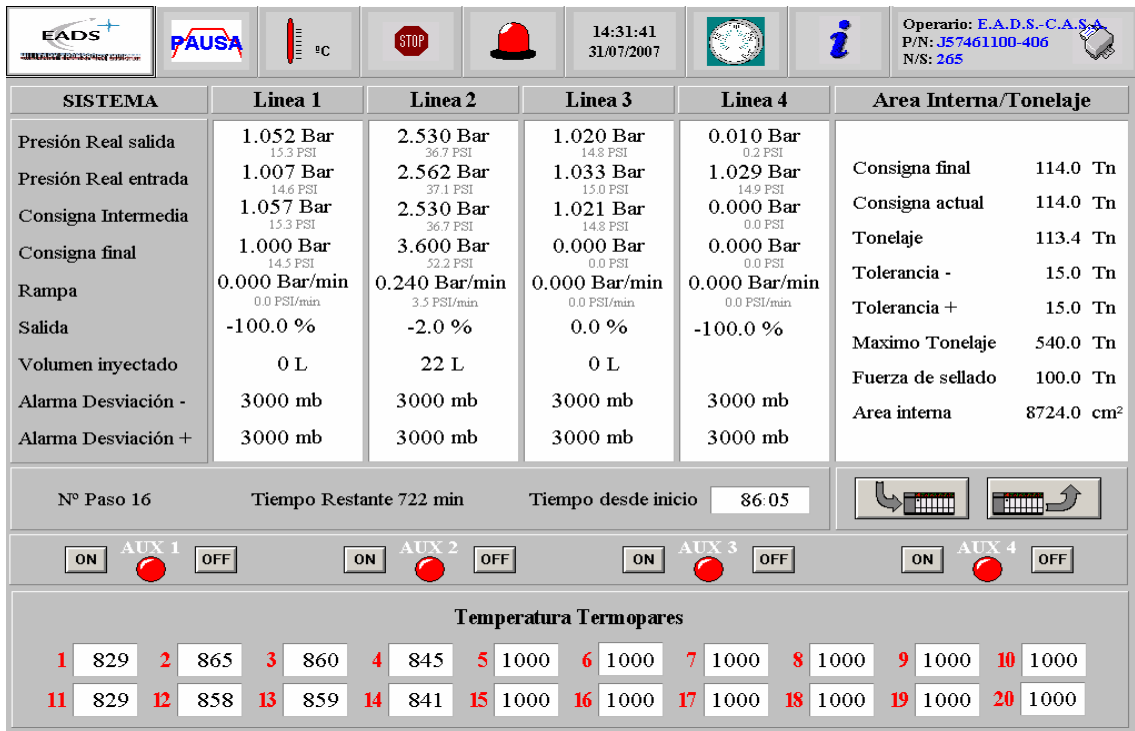 EADS
PAUSA
ºC
STOP
14:31:41
31/07/2007
i
Operario: E.A.D.S.-C.A.S.A.
P/N: J57461100-406
N/S: 265
SISTEMA Linea 1 Linea 2 Linea 3 Linea 4 Area Interna/Tonelaje
Presión Real salida 1.052 Bar 2.530 Bar 1.020 Bar 0.010 Bar
15.3 PSI 36.7 PSI 14.8 PSI 0.2 PSI
Presión Real entrada 1.007 Bar 2.562 Bar 1.033 Bar 1.029 Bar
14.6 PSI 37.1 PSI 15.0 PSI 14.9 PSI
Consigna Intermedia 1.057 Bar 2.530 Bar 1.021 Bar 0.000 Bar
15.3 PSI 36.7 PSI 14.8 PSI 0.0 PSI
Consigna final 1.000 Bar 3.600 Bar 0.000 Bar 0.000 Bar
14.5 PSI 52.2 PSI 0.0 PSI 0.0 PSI
Rampa 0.000 Bar/min 0.240 Bar/min 0.000 Bar/min 0.000 Bar/min
0.0 PSI/min 3.5 PSI/min 0.0 PSI/min 0.0 PSI/min
Salida -100.0 % -2.0 % 0.0 % -100.0 %
Volumen inyectado 0 L 22 L 0 L
Alarma Desviación - 3000 mb 3000 mb 3000 mb 3000 mb
Alarma Desviación + 3000 mb 3000 mb 3000 mb 3000 mb
Consigna final 114.0 Tn
Consigna actual 114.0 Tn
Tonelaje 113.4 Tn
Tolerancia - 15.0 Tn
Tolerancia + 15.0 Tn
Maximo Tonelaje 540.0 Tn
Fuerza de sellado 100.0 Tn
Area interna 8724.0 cm²
Nº Paso 16 Tiempo Restante 722 min Tiempo desde inicio 86:05
ON AUX 1 OFF ON AUX 2 OFF ON AUX 3 OFF ON AUX 4 OFF
Temperatura Termopares
1 829 2 865 3 860 4 845 5 1000 6 1000 7 1000 8 1000 9 1000 10 1000
11 829 12 858 13 859 14 841 15 1000 16 1000 17 1000 18 1000 19 1000 20 1000